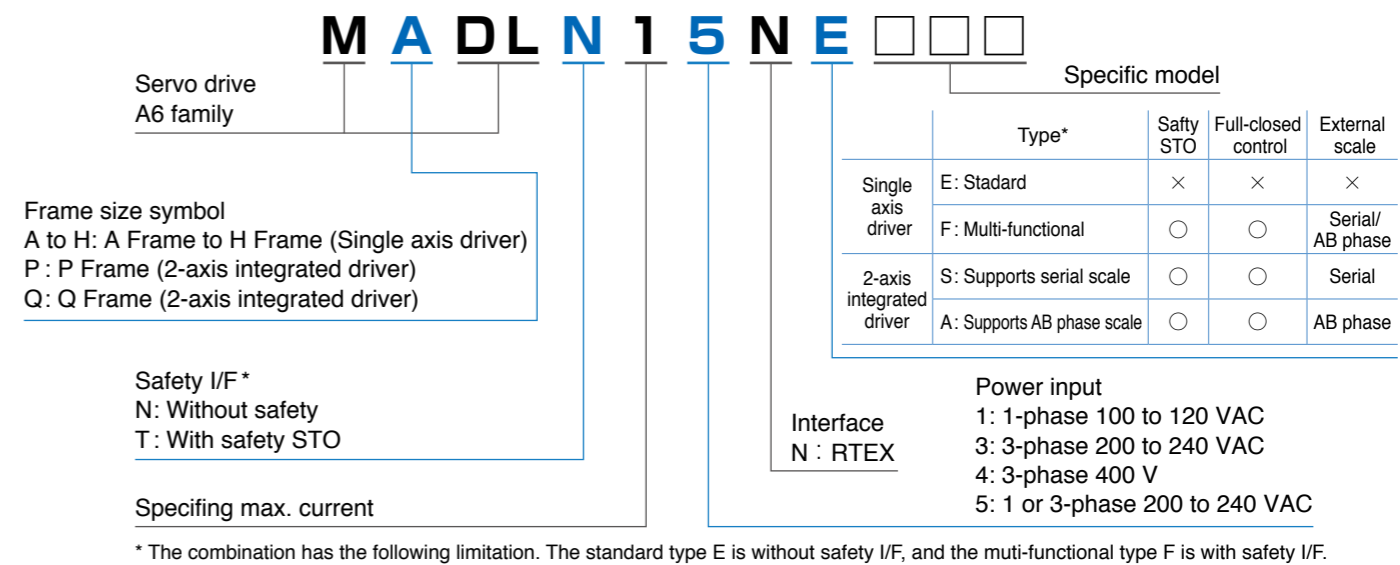 M A D L N 1 5 N E □ □ □
Servo drive
A6 family
Specific model
Type*
Safty STO
Full-closed control
External scale
Single axis driver
E: Stadard
×
×
×
F: Multi-functional
○
○
Serial/ AB phase
2-axis integrated driver
S: Supports serial scale
○
○
Serial
A: Supports AB phase scale
○
○
AB phase
Frame size symbol
A to H: A Frame to H Frame (Single axis driver)
P: P Frame (2-axis integrated driver)
Q: Q Frame (2-axis integrated driver)
Safety I/F*
N: Without safety
T: With safety STO
Specifing max. current
Interface
N : RTEX
Power input
1: 1-phase 100 to 120 VAC
3: 3-phase 200 to 240 VAC
4: 3-phase 400 V
5: 1 or 3-phase 200 to 240 VAC
* The combination has the following limitation. The standard type E is without safety I/F, and the muti-functional type F is with safety I/F.